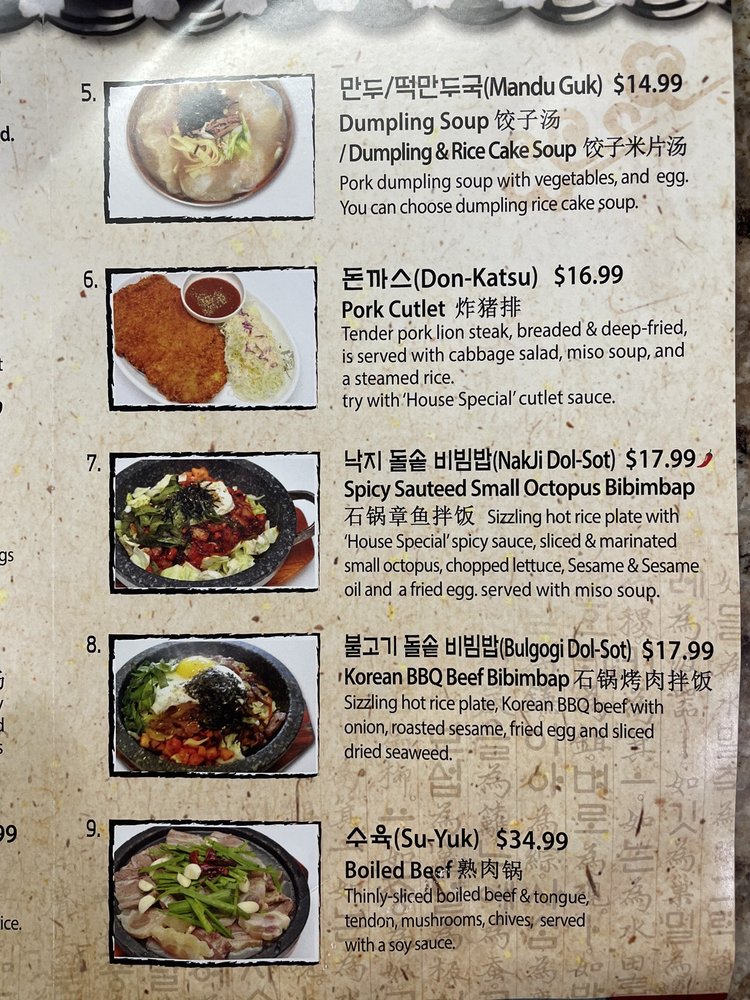 d.
t
gs
ice.
99
5.
만두/떡만두국(Mandu Guk) $14.99
Dumpling Soup 饺子汤
/ Dumpling & Rice Cake Soup 饺子米片汤
Pork dumpling soup with vegetables, and egg.
You can choose dumpling rice cake soup.
6.
돈까스(Don-Katsu) $16.99
Pork Cutlet 炸猪排
Tender pork lion steak, breaded & deep-fried,
is served with cabbage salad, miso soup, and
a steamed rice.
try with 'House Special' cutlet sauce.
7.
낙지 돌솥 비빔밥(NakJi Dol-Sot) $17.99
Spicy Sauteed Small Octopus Bibimbap
石锅章鱼拌饭 Sizzling hot rice plate with
'House Special' spicy sauce, sliced & marinated
small octopus, chopped lettuce, Sesame & Sesame
oil and a fried egg. served with miso soup.
8.
불고기 돌솥 비빔밥(Bulgogi Dol-Sot) $17.99
Korean BBQ Beef Bibimbap 石锅烤肉拌饭
Sizzling hot rice plate, Korean BBQ beef with
onion, roasted sesame, fried egg and sliced
dried seaweed.
9.
수육(Su-Yuk) $34.99
Boiled Beef 熟肉锅
Thinly-sliced boiled beef & tongue,
tendon, mushrooms, chives, served
with a soy sauce.